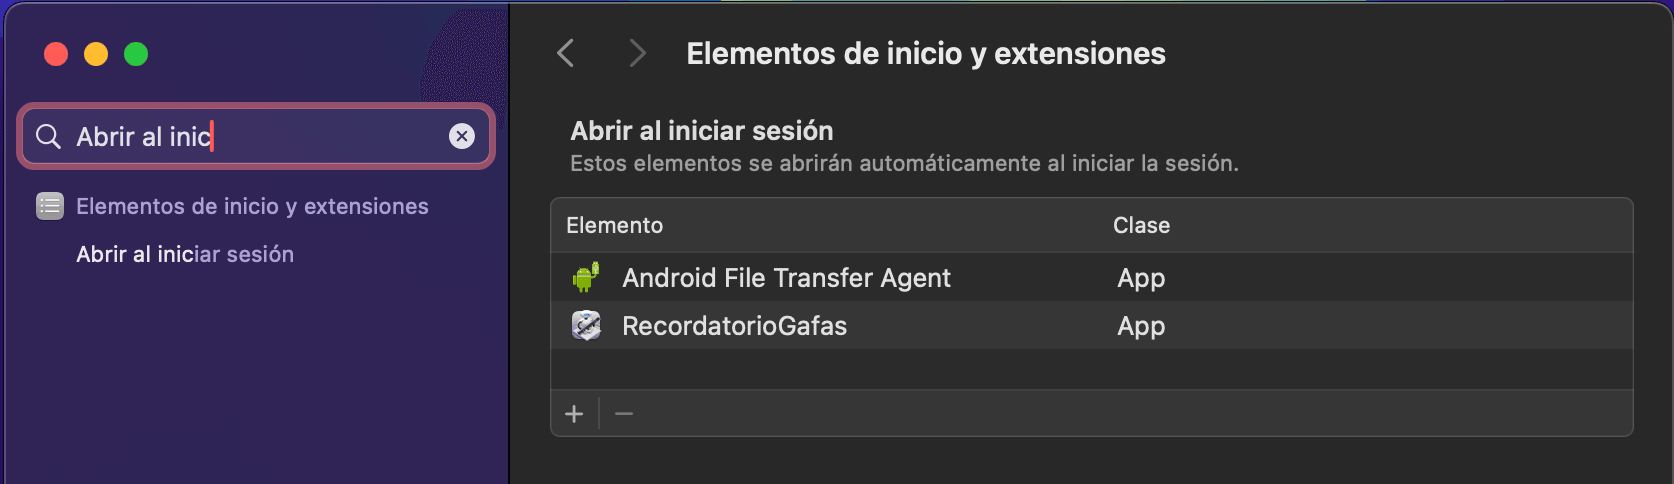 Abrir al inic
Elementos de inicio y extensiones
Abrir al iniciar sesión
Elementos de inicio y extensiones
Abrir al iniciar sesión
Estos elementos se abrirán automáticamente al iniciar la sesión.
Elemento Clase
Android File Transfer Agent App
RecordatorioGafas App